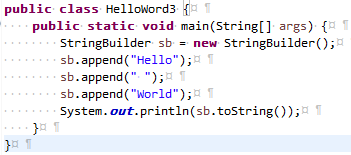 public class HelloWord3 {
    public static void main(String[] args) {
        StringBuilder sb = new StringBuilder();
        sb.append("Hello");
        sb.append(" ");
        sb.append("World");
        System.out.println(sb.toString());
    }
}